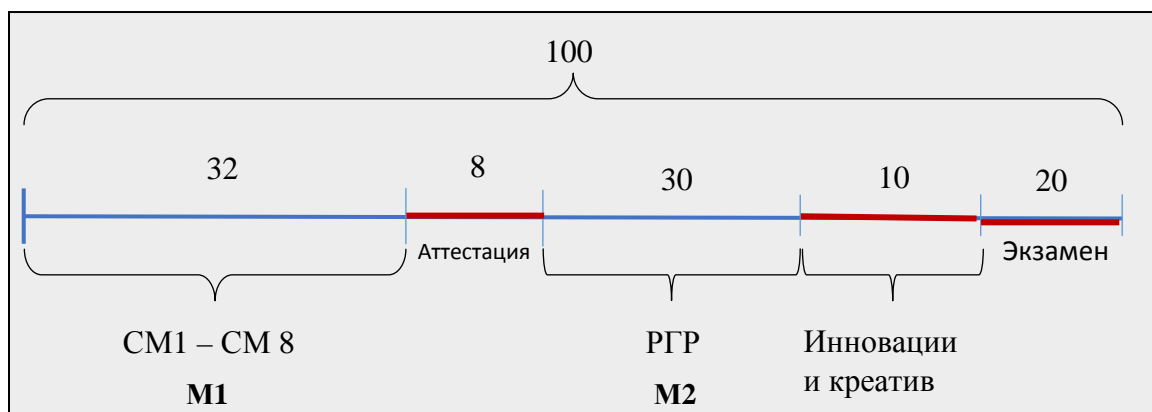 100
32
8
30
10
20
Аттестация
Экзамен
СМ1 – СМ 8
РГР
Инновации
и креатив
М1
М2